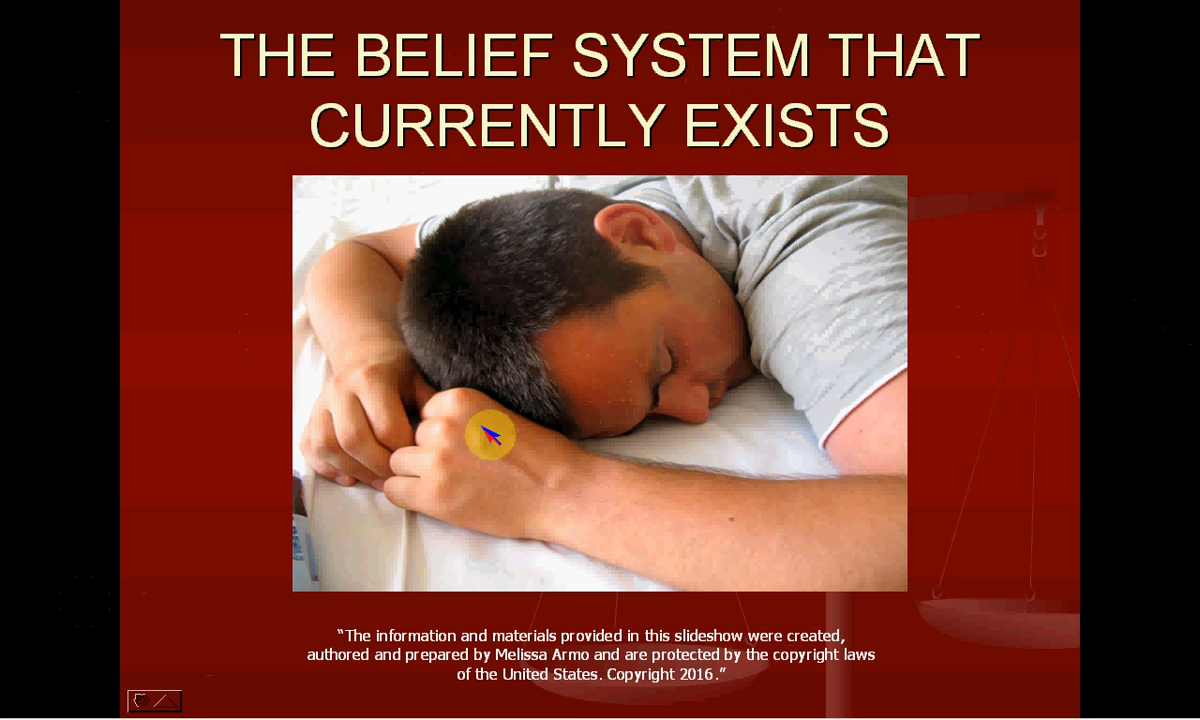 THE BELIEF SYSTEM THAT
CURRENTLY EXISTS
“The information and materials provided in this slideshow were created,
authored and prepared by Melissa Armo and are protected by the copyright laws
of the United States. Copyright 2016.”